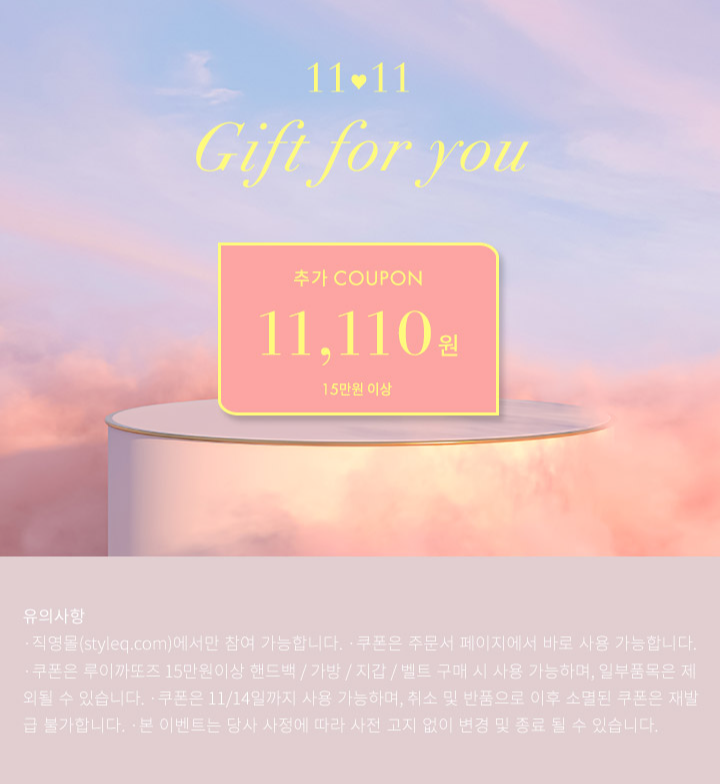 11♥11
Gift for you
추가 COUPON
11,110원
15만원 이상
유의사항
·직영몰(styleq.com)에서만 참여 가능합니다. ·쿠폰은 주문서 페이지에서 바로 사용 가능합니다.
·쿠폰은 루이까또즈 15만원이상 핸드백 / 가방 / 지갑 / 벨트 구매 시 사용 가능하며, 일부품목은 제
외될 수 있습니다. ·쿠폰은 11/14일까지 사용 가능하며, 취소 및 반품으로 이후 소멸된 쿠폰은 재발
급 불가합니다. ·본 이벤트는 당사 사정에 따라 사전 고지 없이 변경 및 종료 될 수 있습니다.